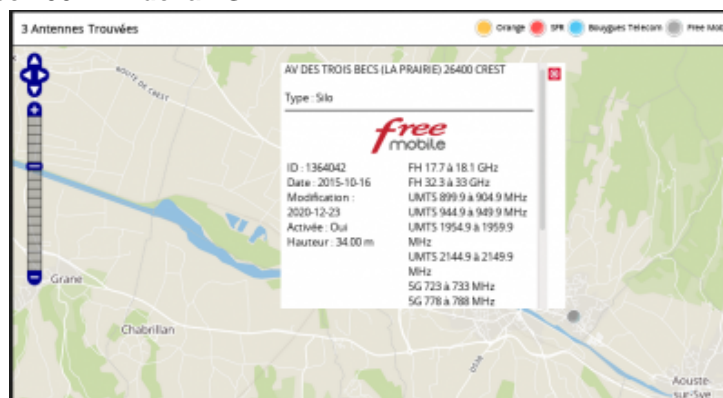 3 Antennes Trouvées
Orange SFR Bouygues Telecom Free Mob
AV DES TROIS BECS (LA PRAIRIE) 26400 CREST
Type : Silo
free
mobile
ID : 1364042
Date : 2015-10-16
Modification :
2020-12-23
Activée : Oui
Hauteur : 34.00 m
FH 17.7 à 18.1 GHz
FH 32.3 à 33 GHz
UMTS 899.9 à 904.9 MHz
UMTS 944.9 à 949.9 MHz
UMTS 1954.9 à 1959.9
MHz
UMTS 2144.9 à 2149.9
MHz
5G 723 à 733 MHz
5G 778 à 788 MHz
ROUTE DE CREST
Grane
Chabrillan
D538
Aouste-
sur-Sye